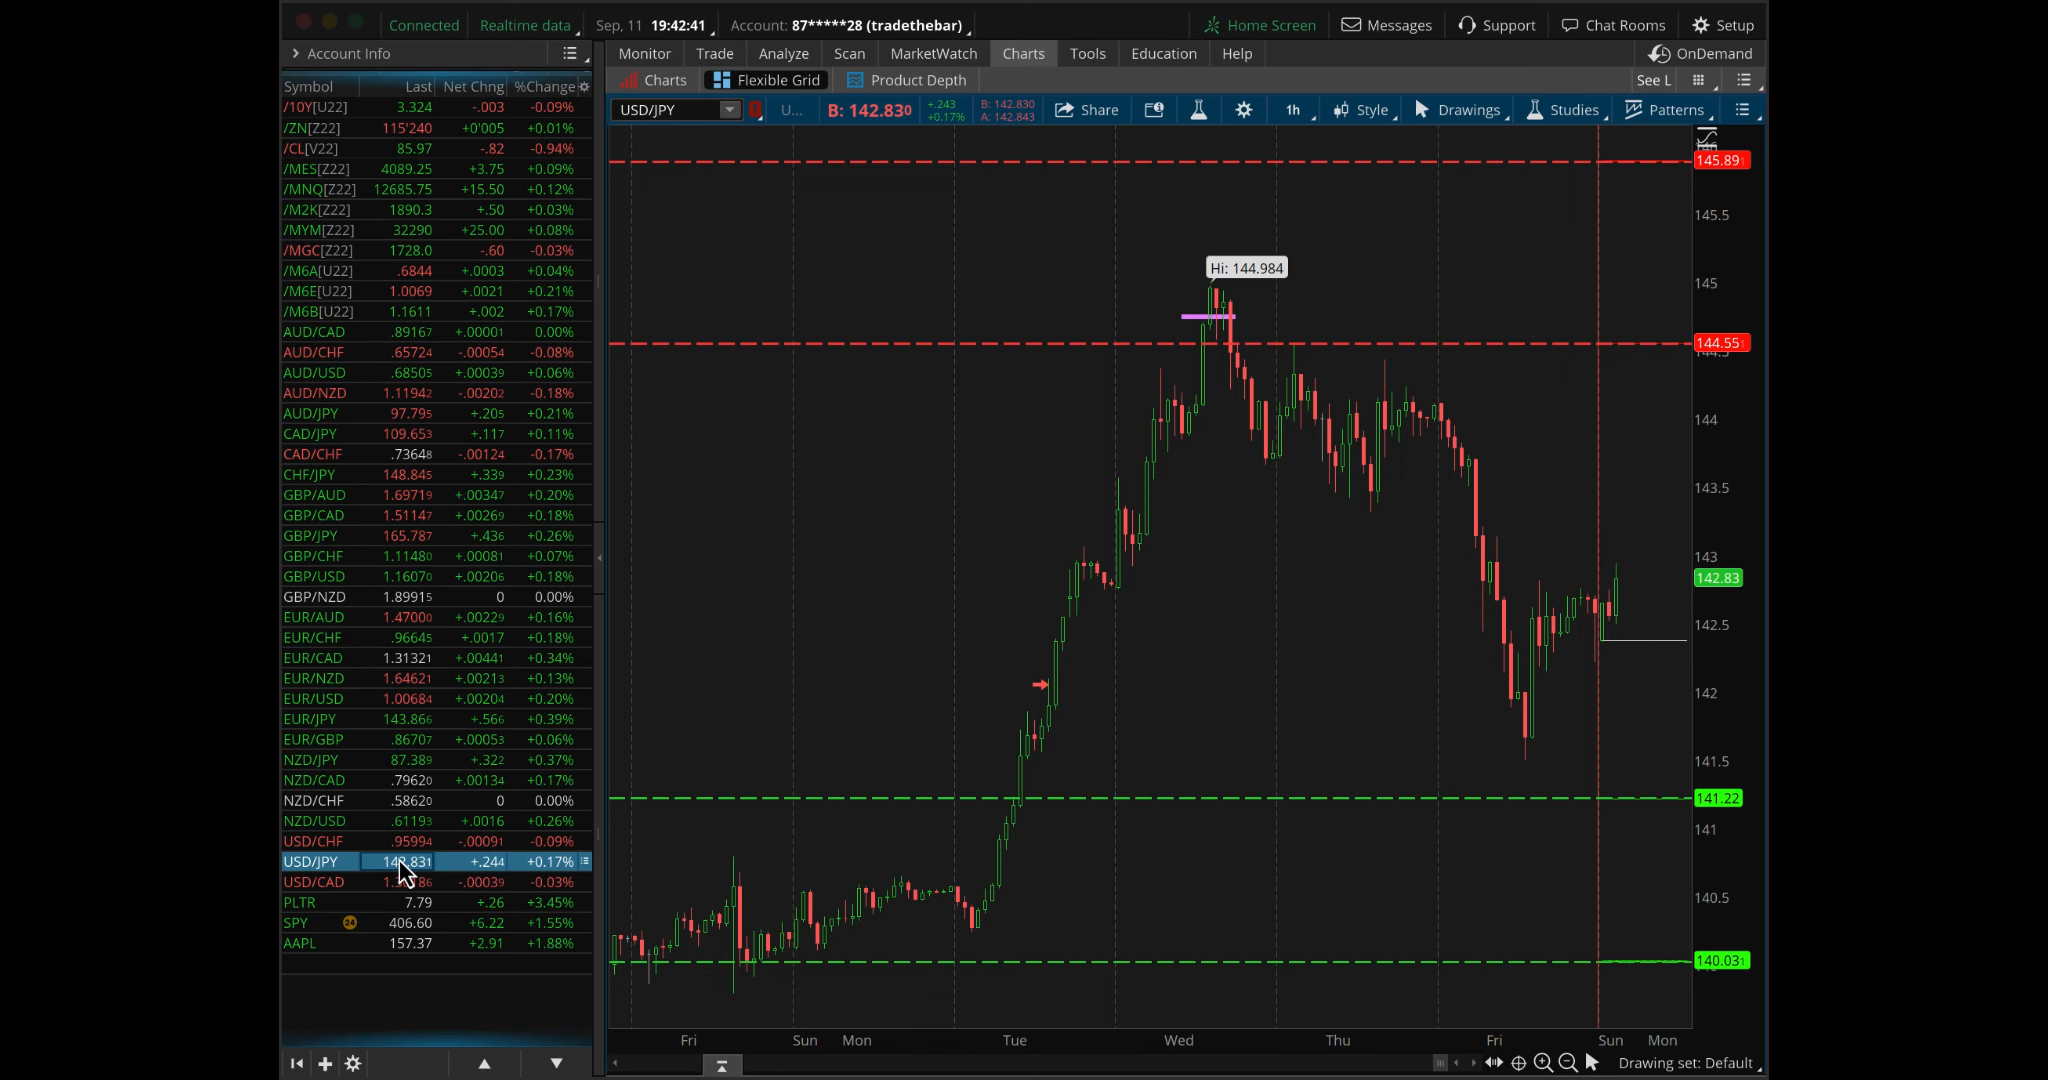 Connected Realtime data Sep, 11 19:42:41 Account: 87*****28 (tradethebar) Home Screen Messages Support Chat Rooms Setup
Account Info Monitor Trade Analyze Scan MarketWatch Charts Tools Education Help OnDemand
Charts Flexible Grid Product Depth See L
USD/JPY U... B: 142.830 +.243 +0.17% B: 142.830 A: 142.843 Share 1h Style Drawings Studies Patterns
Symbol Last Net Chng %Change
/10Y[U22] 3.324 -.003 -0.09%
/ZN[Z22] 115'240 +0'005 +0.01%
/CL[V22] 85.97 -.82 -0.94%
/MES[Z22] 4089.25 +3.75 +0.09%
/MNQ[Z22] 12685.75 +15.50 +0.12%
/M2K[Z22] 1890.3 +.50 +0.03%
/MYM[Z22] 32290 +25.00 +0.08%
/MGC[Z22] 1728.0 -.60 -0.03%
/M6A[U22] .6844 +.0003 +0.04%
/M6E[U22] 1.0069 +.0021 +0.21%
/M6B[U22] 1.1611 +.002 +0.17%
AUD/CAD .89167 +.00001 0.00%
AUD/CHF .65724 -.00054 -0.08%
AUD/USD .68505 +.00039 +0.06%
AUD/NZD 1.11942 -.00202 -0.18%
AUD/JPY 97.795 +.205 +0.21%
CAD/JPY 109.653 +.117 +0.11%
CAD/CHF .73648 -.00124 -0.17%
CHF/JPY 148.845 +.339 +0.23%
GBP/AUD 1.69719 +.00347 +0.20%
GBP/CAD 1.51147 +.00269 +0.18%
GBP/JPY 165.787 +.436 +0.26%
GBP/CHF 1.11480 +.00081 +0.07%
GBP/USD 1.16070 +.00206 +0.18%
GBP/NZD 1.89915 0 0.00%
EUR/AUD 1.47000 +.00229 +0.16%
EUR/CHF .96645 +.0017 +0.18%
EUR/CAD 1.31321 +.00441 +0.34%
EUR/NZD 1.64621 +.00213 +0.13%
EUR/USD 1.00684 +.00204 +0.20%
EUR/JPY 143.866 +.566 +0.39%
EUR/GBP .86707 +.00053 +0.06%
NZD/JPY 87.389 +.322 +0.37%
NZD/CAD .79620 +.00134 +0.17%
NZD/CHF .58620 0 0.00%
NZD/USD .61193 +.0016 +0.26%
USD/CHF .95994 -.00091 -0.09%
USD/JPY +.244 +0.17%
USD/CAD -.00039 -0.03%
PLTR 7.79 +.26 +3.45%
SPY 24 406.60 +6.22 +1.55%
AAPL 157.37 +2.91 +1.88%
145.891
145.5
Hi: 144.984
145
144.551
144
143.5
143
142.83
142.5
142
141.5
141.22
141
140.5
140.031
Fri Sun Mon Tue Wed Thu Fri Sun Mon
Drawing set: Default